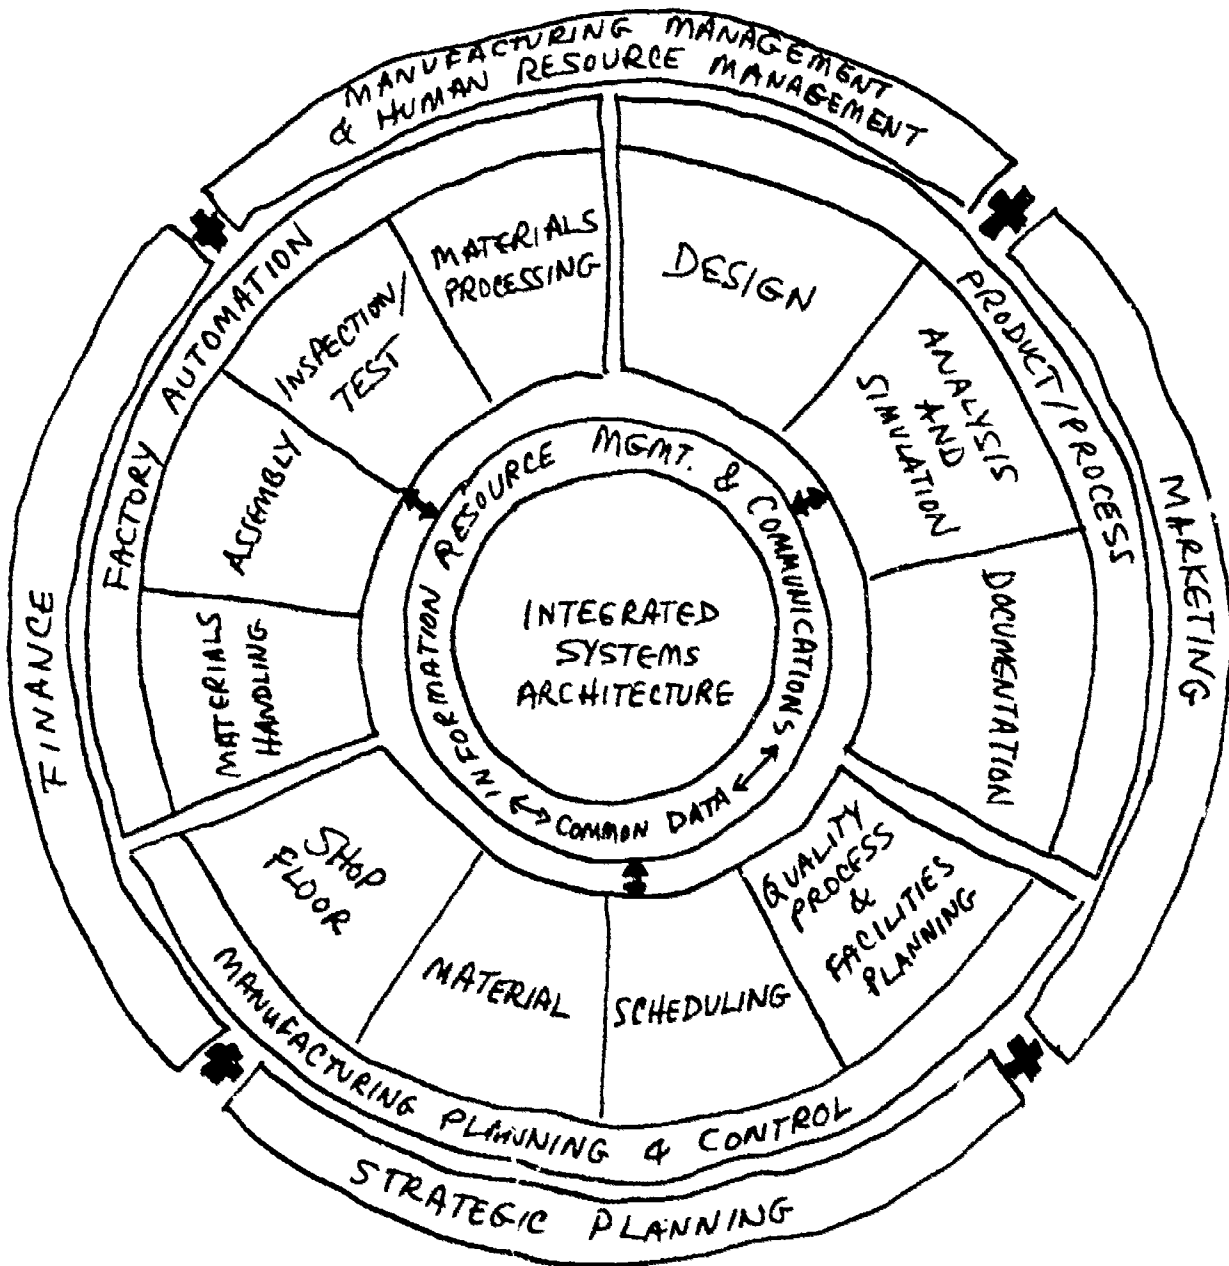 MANUFACTURING MANAGEMENT
& HUMAN RESOURCE MANAGEMENT
FACTORY AUTOMATION
PRODUCT/PROCESS
MATERIALS
PROCESSING
DESIGN
INSPECTION/
TEST
ANALYSIS
AND
SIMULATION
ASSEMBLY
DOCUMENTATION
MATERIALS
HANDLING
INFORMATION RESOURCE MGMT. & COMMUNICATIONS
COMMON DATA
INTEGRATED
SYSTEMS
ARCHITECTURE
FINANCE
MARKETING
SHOP
FLOOR
MATERIAL
SCHEDULING
QUALITY
PROCESS
&
FACILITIES
PLANNING
MANUFACTURING PLANNING & CONTROL
STRATEGIC PLANNING